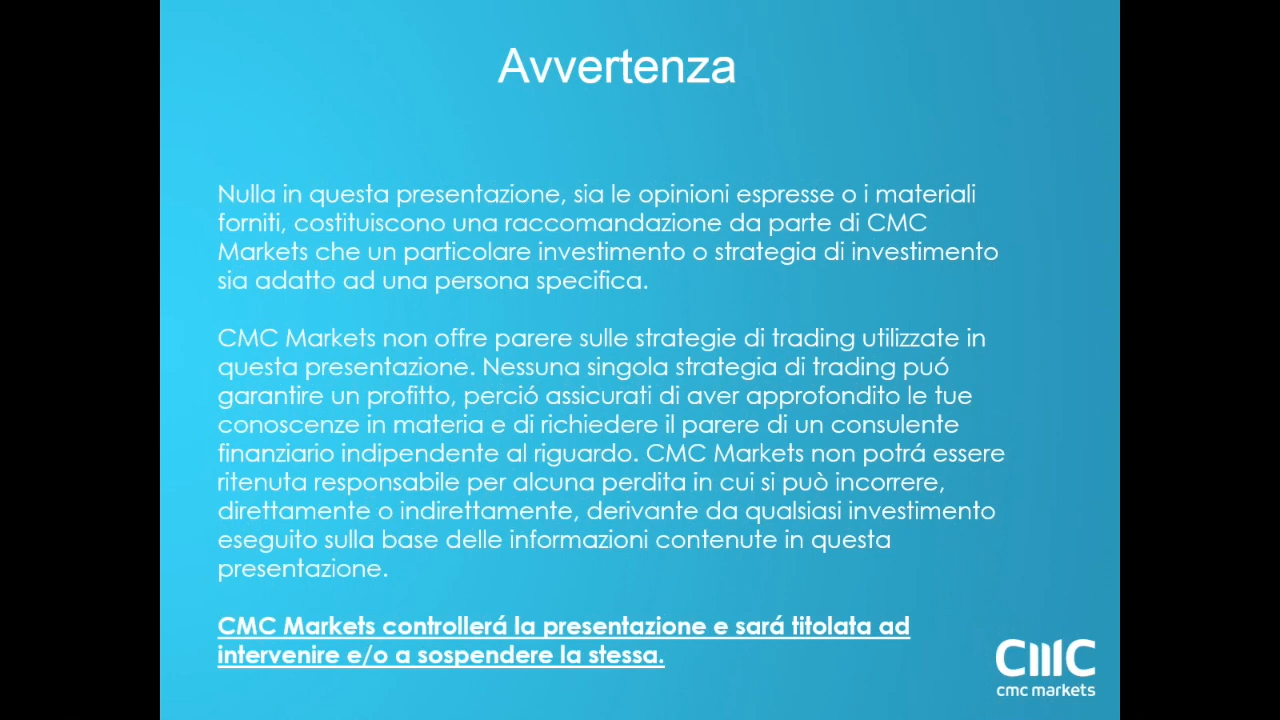 Avvertenza
Nulla in questa presentazione, sia le opinioni espresse o i materiali
forniti, costituiscono una raccomandazione da parte di CMC
Markets che un particolare investimento o strategia di investimento
sia adatto ad una persona specifica.
CMC Markets non offre parere sulle strategie di trading utilizzate in
questa presentazione. Nessuna singola strategia di trading puó
garantire un profitto, perció assicurati di aver approfondito le tue
conoscenze in materia e di richiedere il parere di un consulente
finanziario indipendente al riguardo. CMC Markets non potrá essere
ritenuta responsabile per alcuna perdita in cui si può incorrere,
direttamente o indirettamente, derivante da qualsiasi investimento
eseguito sulla base delle informazioni contenute in questa
presentazione.
CMC Markets controllerá la presentazione e sará titolata ad
intervenire e/o a sospendere la stessa.
CMC
cmc markets